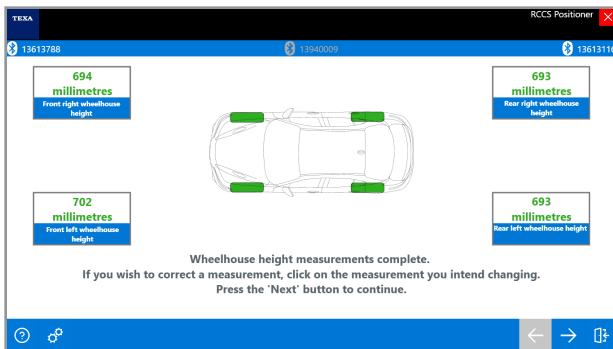 TEXA
RCCS Positioner
13613788
13940009
13613116
694
millimetres
Front right wheelhouse
height
693
millimetres
Rear right wheelhouse
height
702
millimetres
Front left wheelhouse
height
693
millimetres
Rear left wheelhouse height
Wheelhouse height measurements complete.
If you wish to correct a measurement, click on the measurement you intend changing.
Press the 'Next' button to continue.